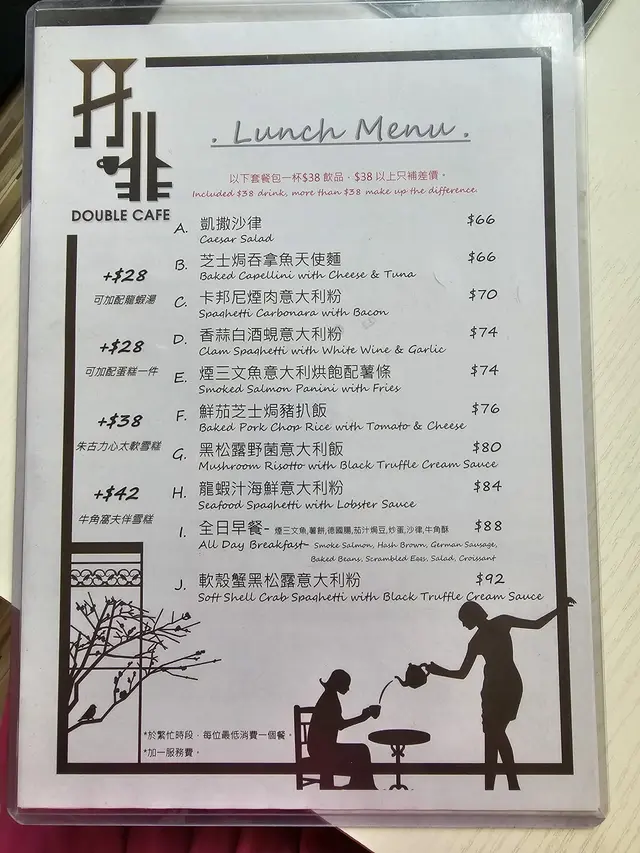 DOUBLE CAFE
. Lunch Menu .
以下套餐包一杯$38飲品，$38以上只補差價。
Included $38 drink, more than $38 make up the difference.
A. 凱撒沙律 $66
Caesar Salad
B. 芝士焗吞拿魚天使麵 $66
Baked Capellini with Cheese & Tuna
C. 卡邦尼煙肉意大利粉 $70
Spaghetti Carbonara with Bacon
D. 香蒜白酒蜆意大利粉 $74
Clam Spaghetti with White Wine & Garlic
E. 煙三文魚意大利烘飽配薯條 $74
Smoked Salmon Panini with Fries
F. 鮮茄芝士焗豬扒飯 $76
Baked Pork Chop Rice with Tomato & Cheese
G. 黑松露野菌意大利飯 $80
Mushroom Risotto with Black Truffle Cream Sauce
H. 龍蝦汁海鮮意大利粉 $84
Seafood Spaghetti with Lobster Sauce
I. 全日早餐- 煙三文魚,薯餅,德國腸,茄汁焗豆,炒蛋,沙律,牛角酥 $88
All Day Breakfast- Smoke Salmon, Hash Brown, German Sausage,
Baked Beans, Scrambled Eggs, Salad, Croissant
J. 軟殼蟹黑松露意大利粉 $92
Soft Shell Crab Spaghetti with Black Truffle Cream Sauce
+$28
可加配龍蝦湯
+$28
可加配蛋糕一件
+$38
朱古力心太軟雪糕
+$42
牛角窩夫伴雪糕
*於繁忙時段，每位最低消費一個餐。
*加一服務費。